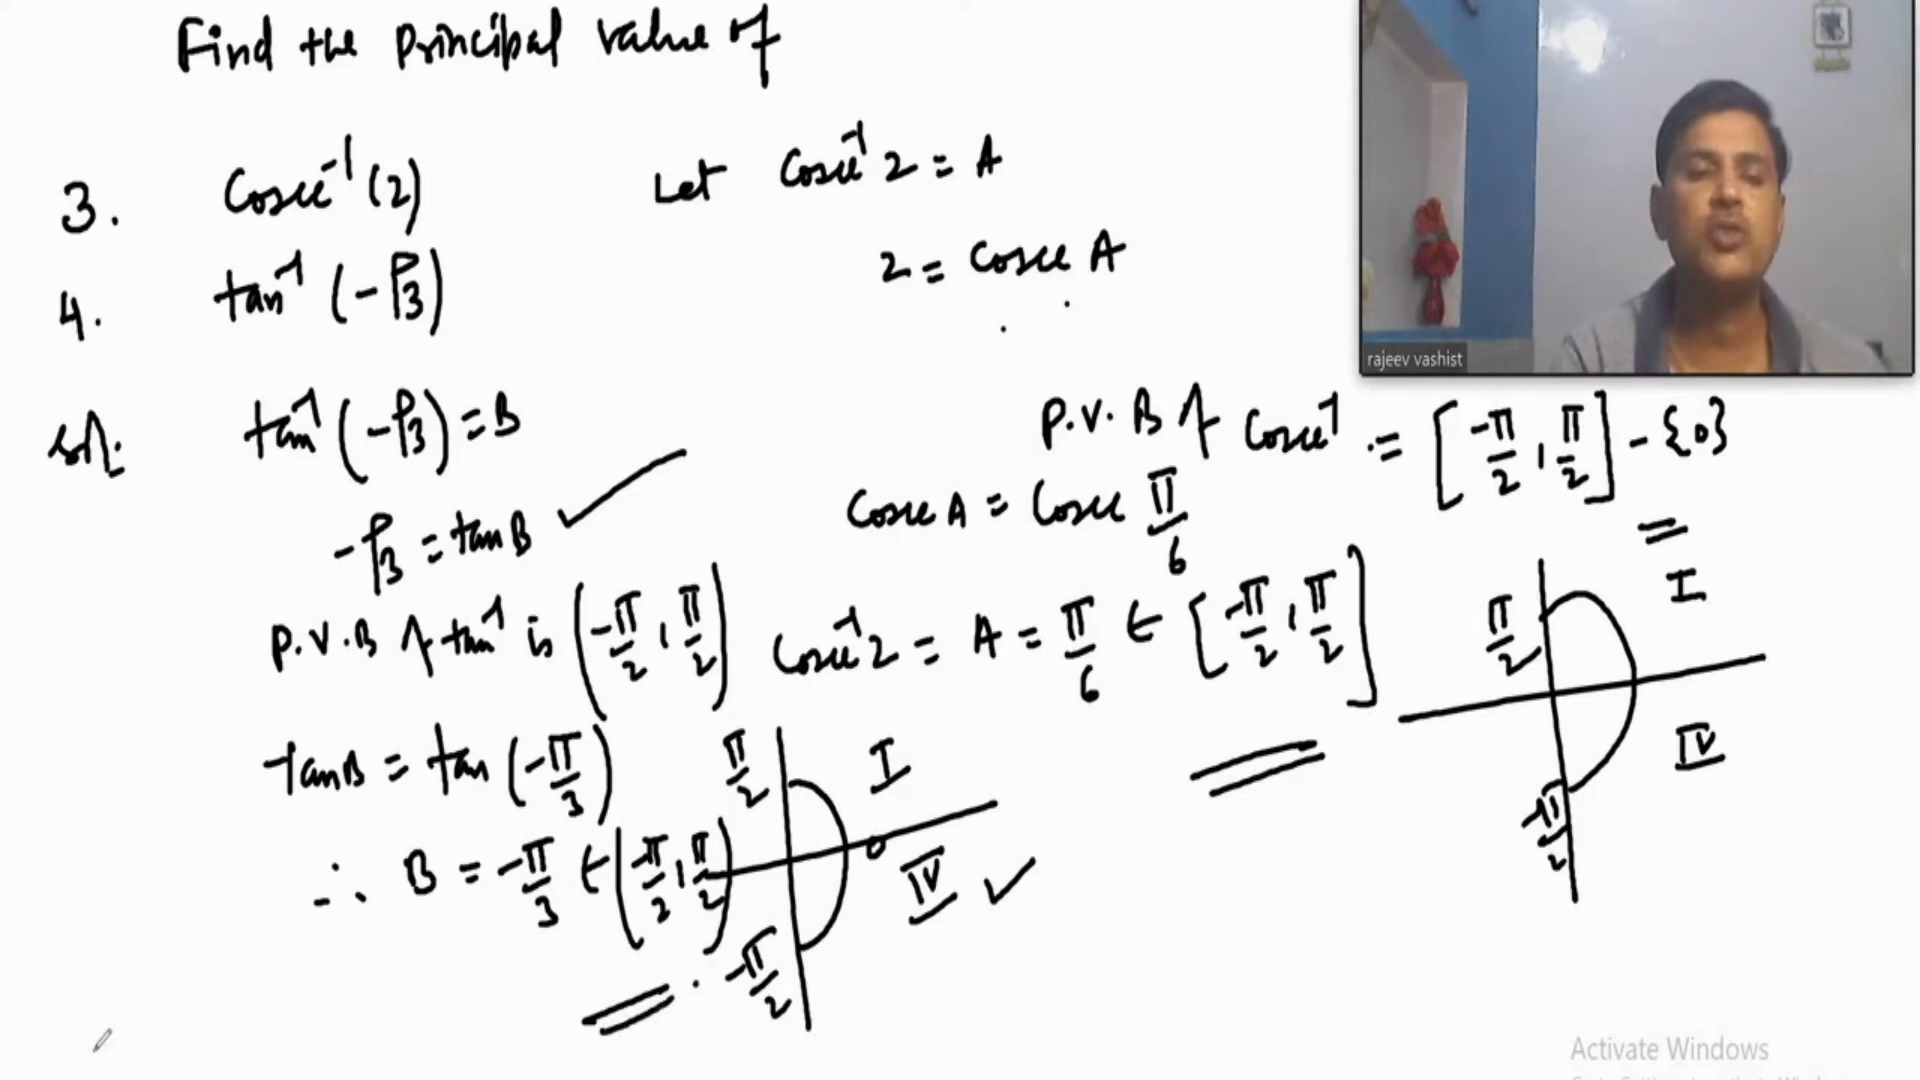 Find the principal value of
3. Cosec⁻¹(2)
4. tan⁻¹(-√3)
Let Cosec⁻¹ 2 = A
2 = Cosec A
P.V.B of Cosec⁻¹ = [-π/2, π/2] - {0}
Cosec A = Cosec π/6
Cosec⁻¹ 2 = A = π/6 ∈ [-π/2, π/2]
π/2
I
IV
-π/2
Sol:
tan⁻¹(-√3) = B
-√3 = tan B
P.V.B of tan⁻¹ is (-π/2, π/2)
tan B = tan (-π/3)
∴ B = -π/3 ∈ (-π/2, π/2)
π/2
I
IV
-π/2
rajeev vashist
Activate Windows